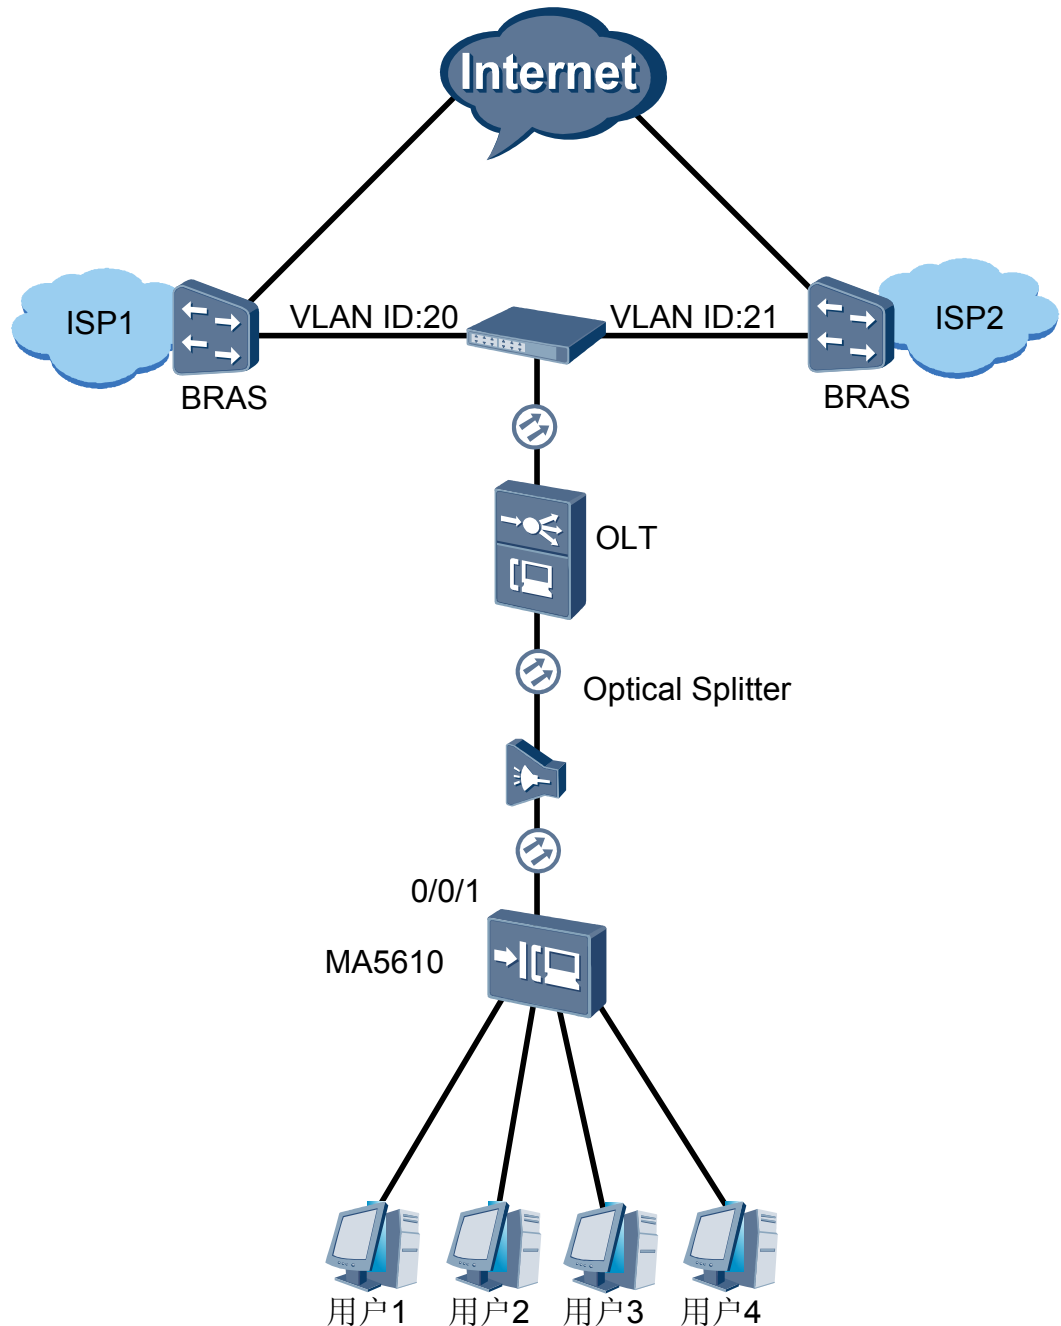 Internet
ISP1
VLAN ID:20
VLAN ID:21
ISP2
BRAS
BRAS
OLT
Optical Splitter
0/0/1
MA5610
用户1
用户2
用户3
用户4